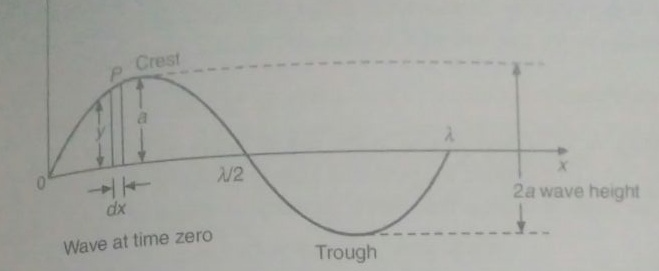 Crest
P
y
a
λ
0
λ/2
x
dx
2a wave height
Wave at time zero
Trough